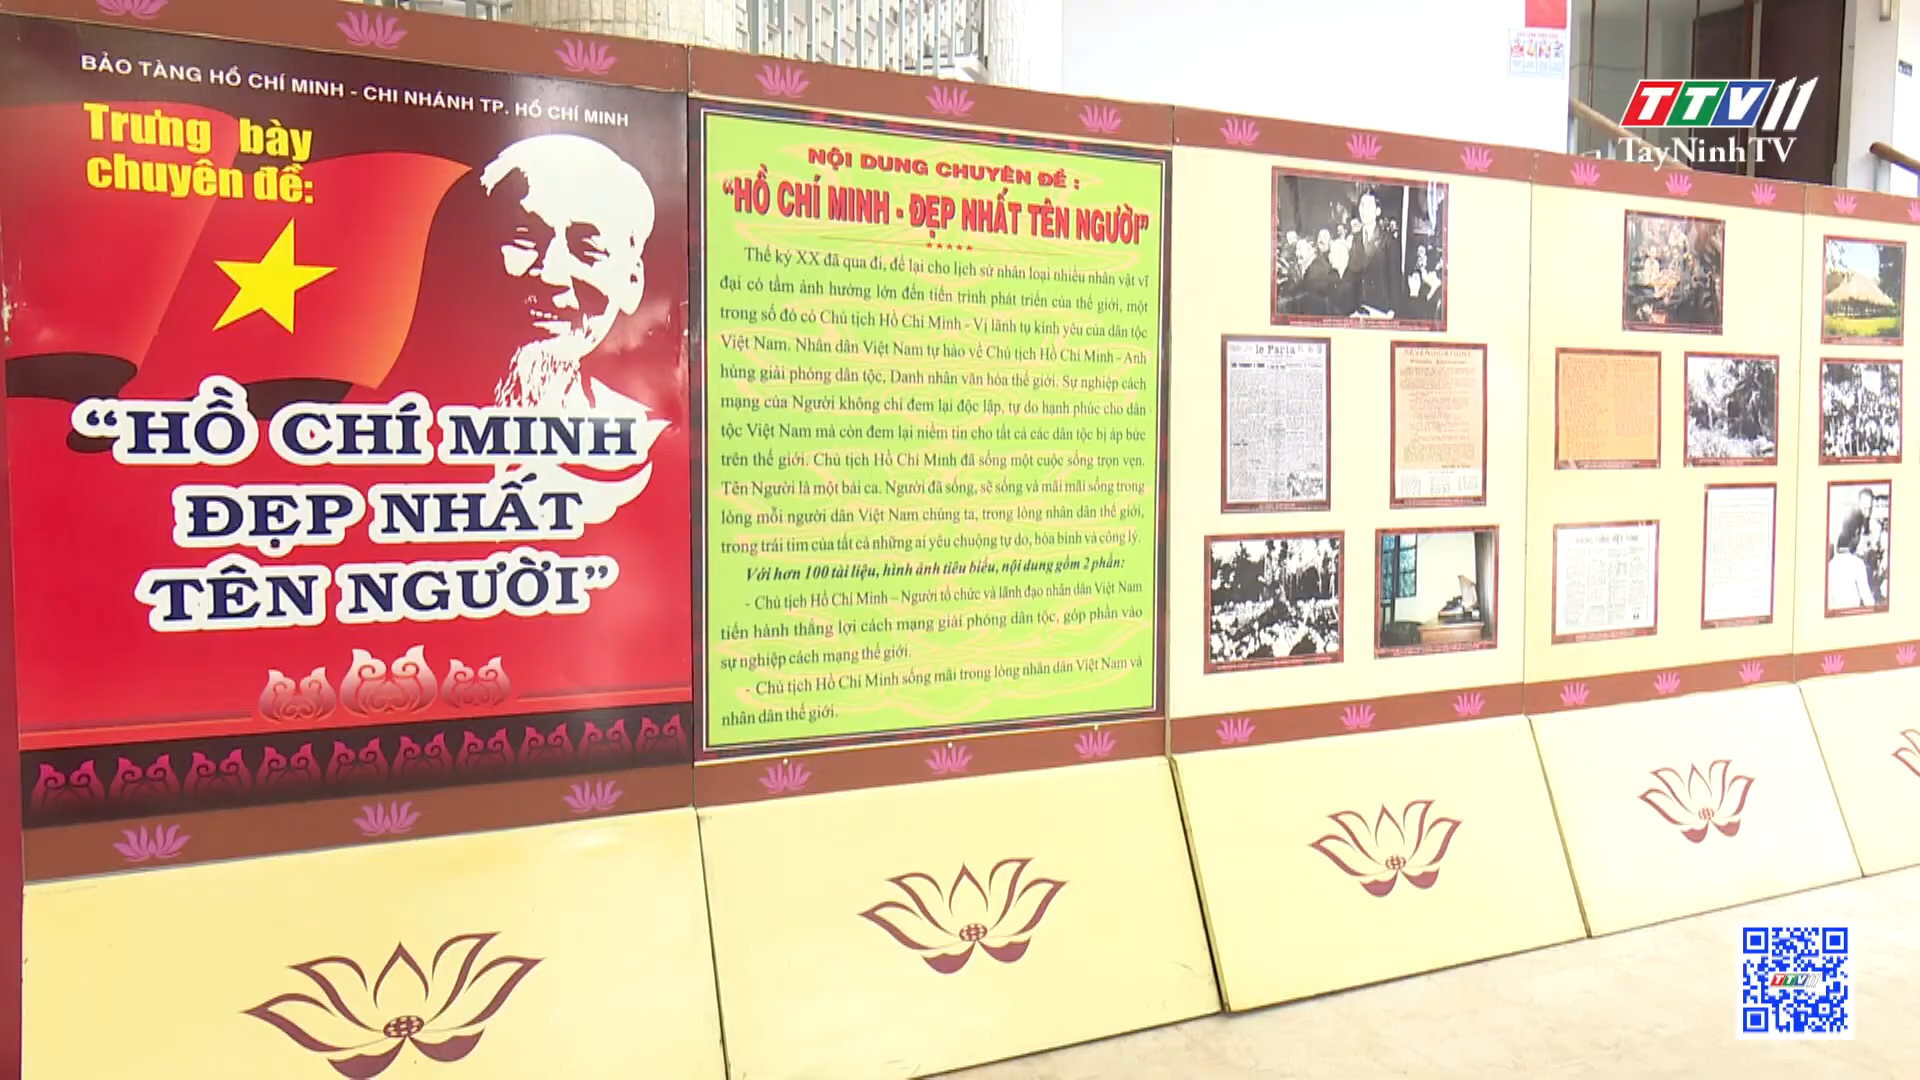 BẢO TÀNG HỒ CHÍ MINH - CHI NHÁNH TP. HỒ CHÍ MINH
Trưng bày
chuyên đề:
“HỒ CHÍ MINH
ĐẸP NHẤT
TÊN NGƯỜI”
NỘI DUNG CHUYÊN ĐỀ :
“HỒ CHÍ MINH - ĐẸP NHẤT TÊN NGƯỜI”
Thế kỷ XX đã qua đi, để lại cho lịch sử nhân loại nhiều nhân vật vĩ
đại có tầm ảnh hưởng lớn đến tiến trình phát triển của thế giới, một
trong số đó có Chủ tịch Hồ Chí Minh - Vị lãnh tụ kính yêu của dân tộc
Việt Nam. Nhân dân Việt Nam tự hào về Chủ tịch Hồ Chí Minh - Anh
hùng giải phóng dân tộc, Danh nhân văn hóa thế giới. Sự nghiệp cách
mạng của Người không chỉ đem lại độc lập, tự do hạnh phúc cho dân
tộc Việt Nam mà còn đem lại niềm tin cho tất cả các dân tộc bị áp bức
trên thế giới. Chủ tịch Hồ Chí Minh đã sống một cuộc sống trọn vẹn.
Tên Người là một bài ca. Người đã sống, sẽ sống và mãi mãi sống trong
lòng mỗi người dân Việt Nam chúng ta, trong lòng nhân dân thế giới,
trong trái tim của tất cả những ai yêu chuộng tự do, hòa bình và công lý.
Với hơn 100 tài liệu, hình ảnh tiêu biểu, nội dung gồm 2 phần:
- Chủ tịch Hồ Chí Minh – Người tổ chức và lãnh đạo nhân dân Việt Nam
tiến hành thắng lợi cách mạng giải phóng dân tộc, góp phần vào
sự nghiệp cách mạng thế giới.
- Chủ tịch Hồ Chí Minh sống mãi trong lòng nhân dân Việt Nam và
nhân dân thế giới.
le Paria
REVENDICATIONS
TTV11
TayNinhTV
TTV11